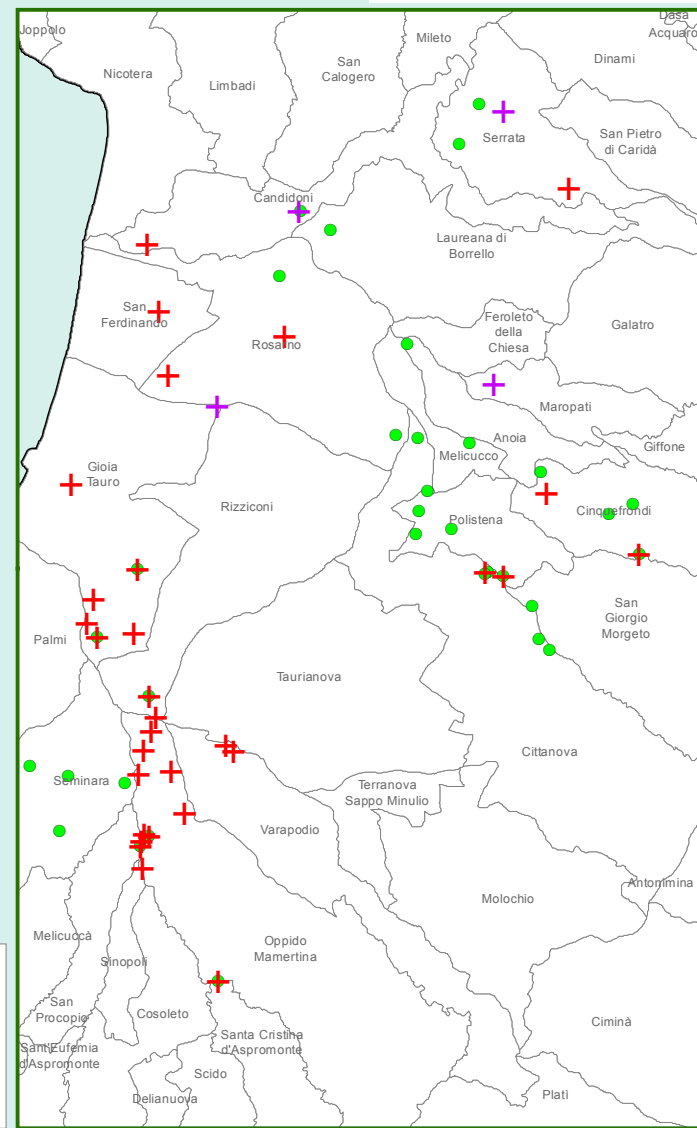 Joppolo
Nicotera
Limbadi
San
Calogero
Mileto
Dasà
Acquaro
Dinami
Serrata
San Pietro
di Caridà
Candidoni
Laureana di
Borrello
San
Ferdinando
Rosarno
Feroleto
della
Chiesa
Galatro
Maropati
Anoia
Giffone
Melicucco
Gioia
Tauro
Rizziconi
Polistena
Cinquefrondi
San
Giorgio
Morgeto
Palmi
Taurianova
Cittanova
Seminara
Terranova
Sappo Minulio
Varapodio
Antonimina
Molochio
Melicuccà
Oppido
Mamertina
Sinopoli
San
Procopio
Cosoleto
Ciminà
Santa Cristina
d'Aspromonte
Sant'Eufemia
d'Aspromonte
Scido
Delianuova
Platì